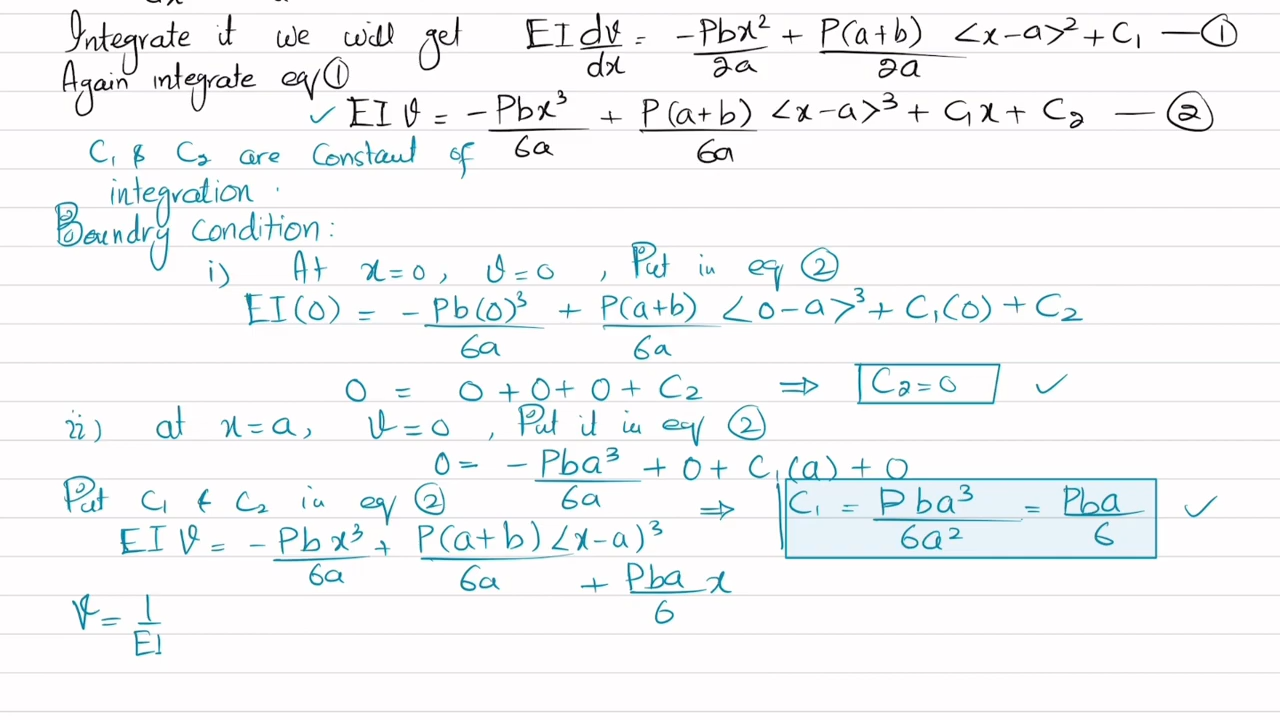 Integrate it we will get EI dv/dx = -Pbx²/2a + P(a+b)/2a <x-a>² + C₁ — ①
Again integrate eq ①
✓ EI v = -Pbx³/6a + P(a+b)/6a <x-a>³ + C₁x + C₂ — ②
C₁ & C₂ are Constant of
integration.
Boundry Condition:
i) At x=0, v=0, Put in eq ②
EI(0) = -Pb(0)³/6a + P(a+b)/6a <0-a>³ + C₁(0) + C₂
0 = 0+0+0+C₂ ⇒ C₂=0 ✓
ii) at x=a, v=0, Put it in eq ②
0 = -Pba³/6a + 0 + C₁(a) + 0
Put C₁ & C₂ in eq ② ⇒ C₁ = Pba³/6a² = Pba/6 ✓
EI v = -Pbx³/6a + P(a+b)<x-a)³/6a
+ Pba/6 x
v = 1/EI